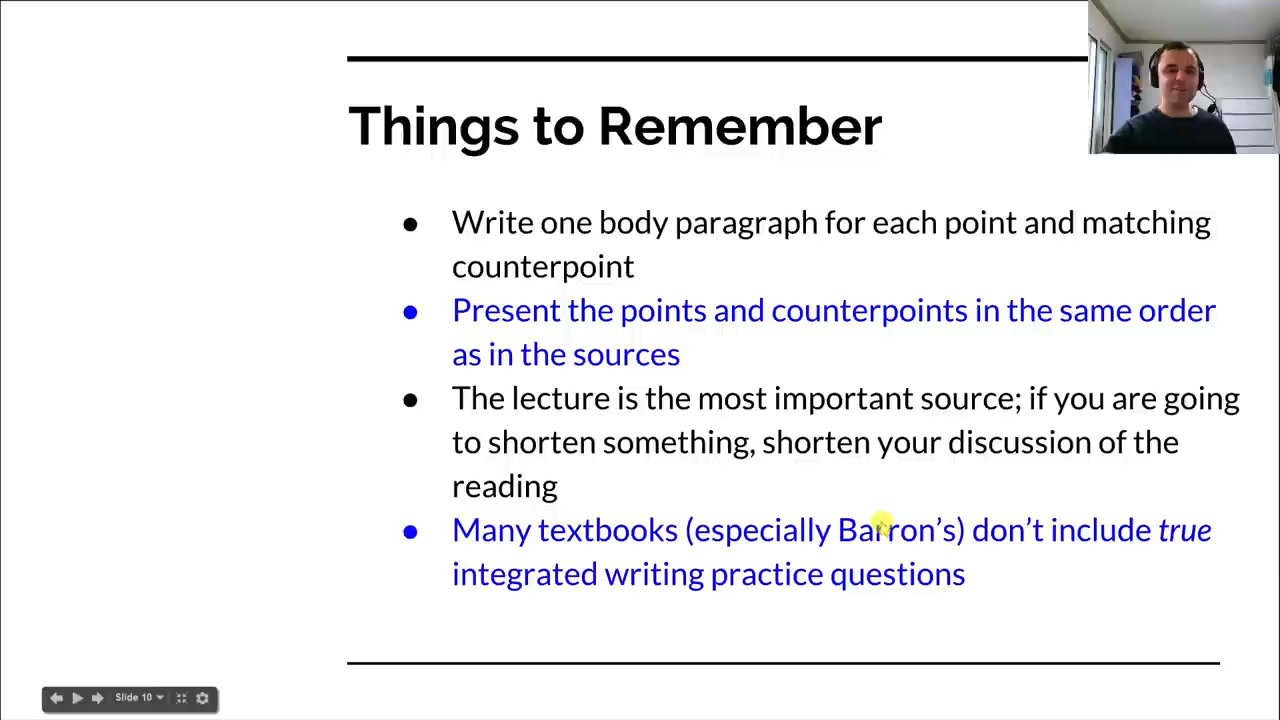 Things to Remember
● Write one body paragraph for each point and matching
counterpoint
● Present the points and counterpoints in the same order
as in the sources
● The lecture is the most important source; if you are going
to shorten something, shorten your discussion of the
reading
● Many textbooks (especially Barron's) don't include true
integrated writing practice questions
Slide 10